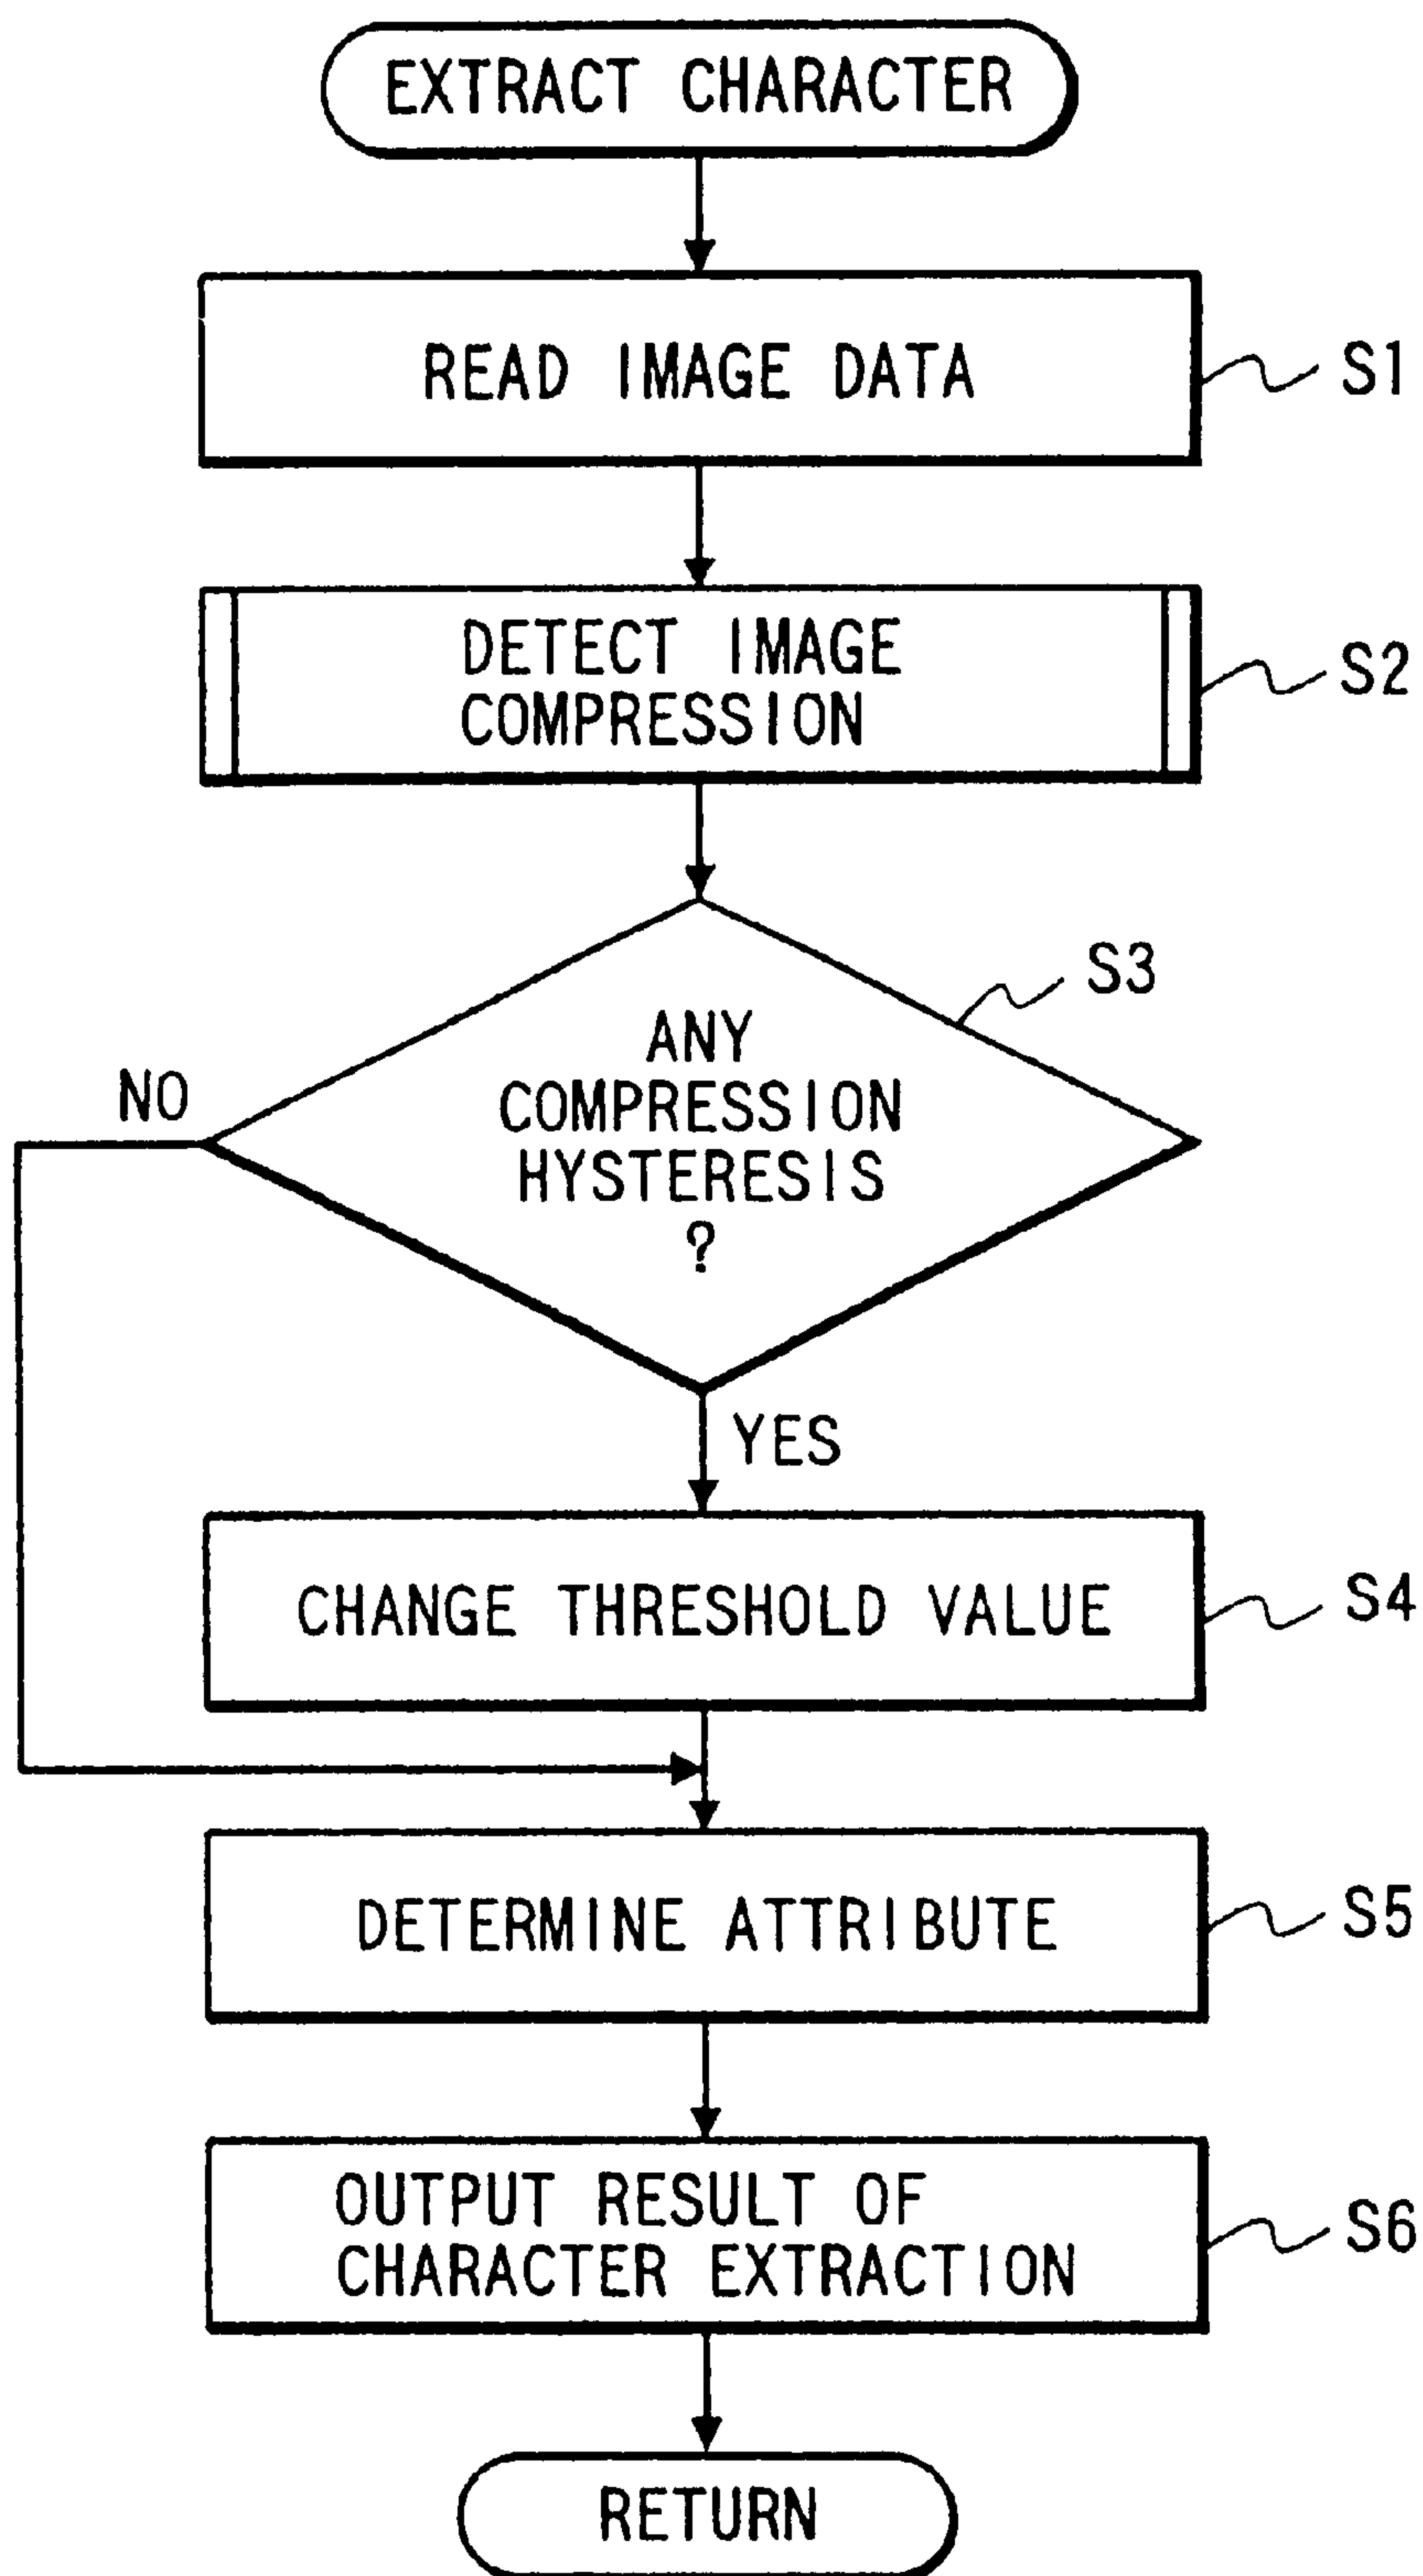 EXTRACT CHARACTER
READ IMAGE DATA
S1
DETECT IMAGE
COMPRESSION
S2
S3
ANY
COMPRESSION
HYSTERESIS
?
NO
YES
CHANGE THRESHOLD VALUE
S4
DETERMINE ATTRIBUTE
S5
OUTPUT RESULT OF
CHARACTER EXTRACTION
S6
RETURN